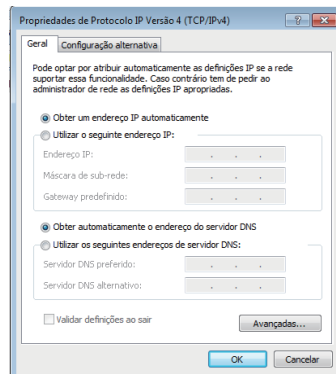 Propriedades de Protocolo IP Versão 4 (TCP/IPv4)
Geral
Configuração alternativa
Pode optar por atribuir automaticamente as definições IP se a rede
suportar essa funcionalidade. Caso contrário tem de pedir ao
administrador de rede as definições IP apropriadas.
Obter um endereço IP automaticamente
Utilizar o seguinte endereço IP:
Endereço IP:
Máscara de sub-rede:
Gateway predefinido:
Obter automaticamente o endereço do servidor DNS
Utilizar os seguintes endereços de servidor DNS:
Servidor DNS preferido:
Servidor DNS alternativo:
Validar definições ao sair
Avançadas...
OK
Cancelar